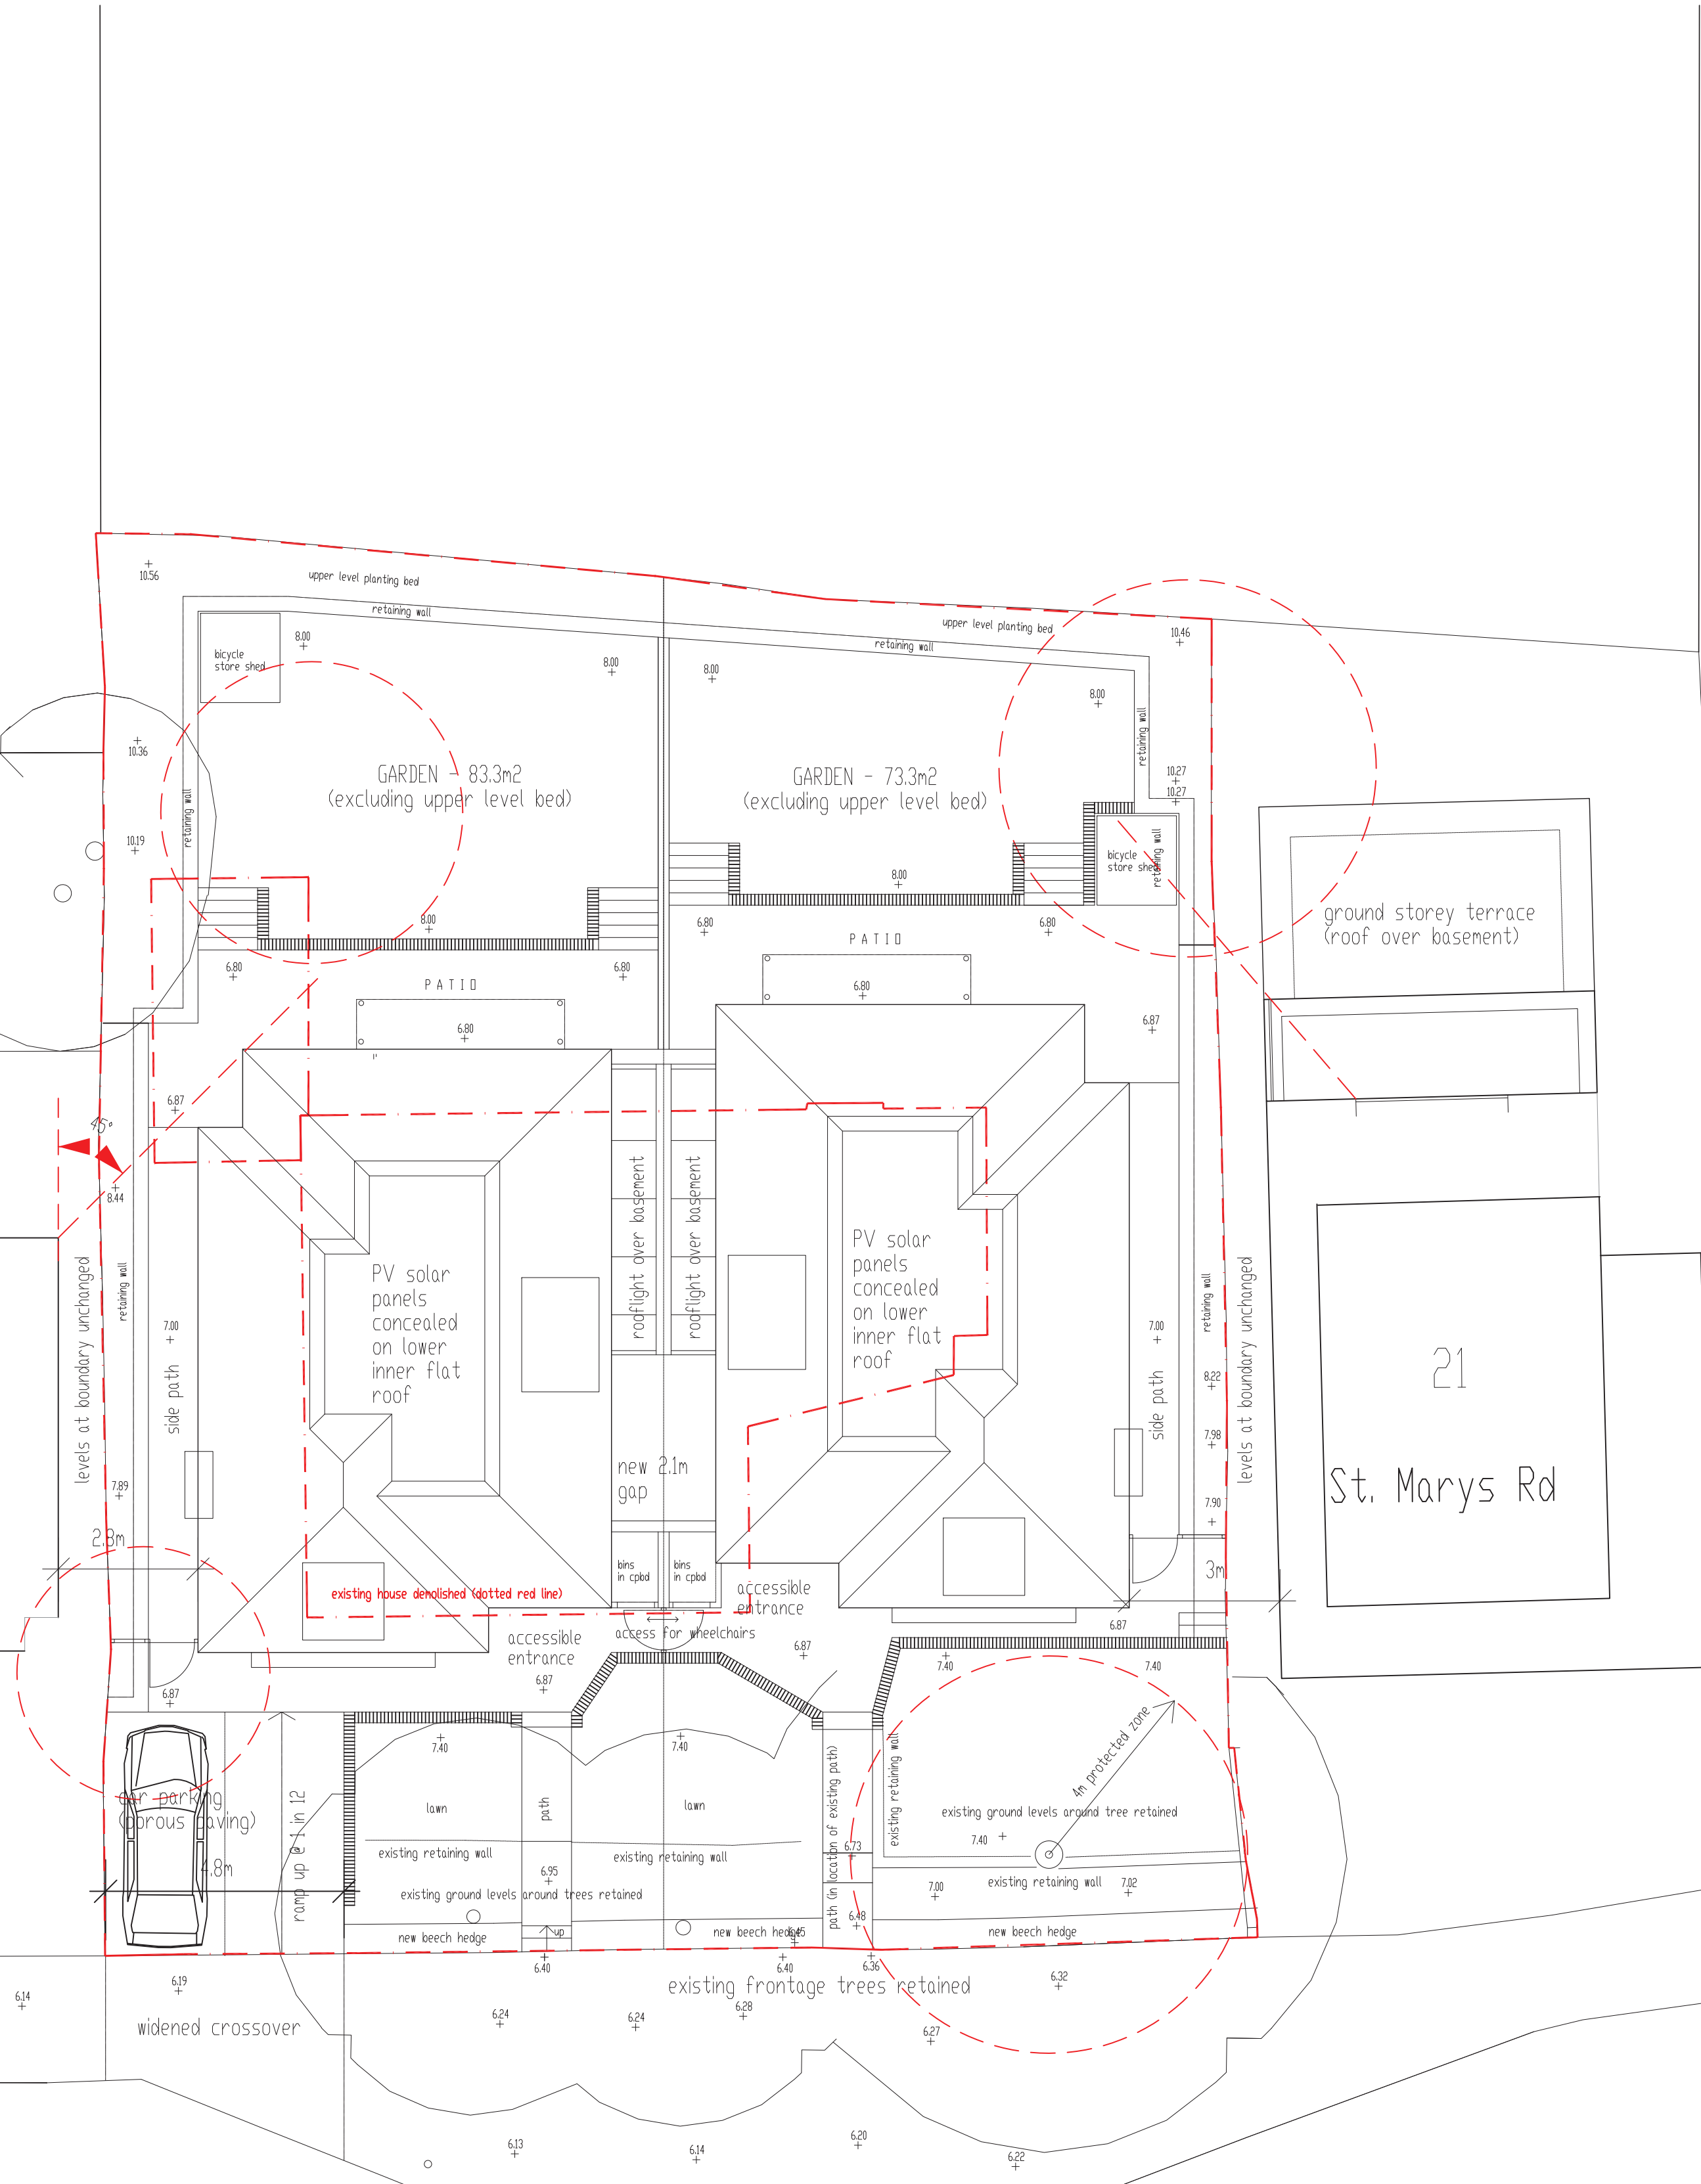 10.56
upper level planting bed
retaining wall
upper level planting bed
retaining wall
10.46
bicycle
store shed
8.00
8.00
8.00
8.00
retaining wall
10.36
10.27
10.27
GARDEN - 83.3m2
(excluding upper level bed)
GARDEN - 73.3m2
(excluding upper level bed)
retaining wall
10.19
bicycle
store shed
retaining wall
8.00
8.00
ground storey terrace
(roof over basement)
6.80
6.80
PATIO
6.80
6.80
PATIO
6.80
6.80
6.87
6.87
45°
8.44
rooflight over basement
rooflight over basement
PV solar
panels
concealed
on lower
inner flat
roof
PV solar
panels
concealed
on lower
inner flat
roof
levels at boundary unchanged
retaining wall
7.00
side path
7.00
side path
retaining wall
8.22
7.98
7.90
levels at boundary unchanged
21
St. Marys Rd
7.89
2.8m
new 2.1m
gap
bins
in cpbd
bins
in cpbd
3m
existing house demolished (dotted red line)
accessible
entrance
accessible
entrance
access for wheelchairs
6.87
6.87
6.87
6.87
7.40
7.40
7.40
7.40
4m protected zone
car parking
(porous paving)
4.8m
ramp up @ 1 in 12
lawn
path
lawn
path (in location of existing path)
existing retaining wall
existing ground levels around tree retained
7.40
existing retaining wall
existing retaining wall
6.73
6.95
existing retaining wall
7.00
7.02
existing ground levels around trees retained
6.48
new beech hedge
up
new beech hedge
6.45
new beech hedge
6.40
6.40
6.36
existing frontage trees retained
6.32
6.14
6.19
widened crossover
6.24
6.24
6.28
6.27
6.13
6.14
6.20
6.22